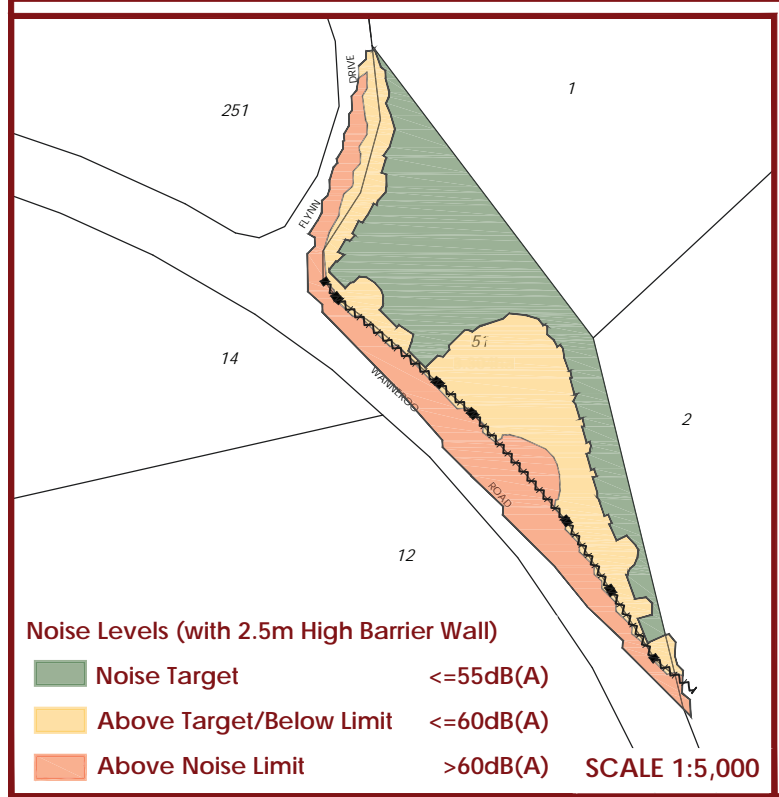 DRIVE
1
251
FLYNN
51
14
WANNEROO
2
ROAD
12
Noise Levels (with 2.5m High Barrier Wall)
Noise Target <=55dB(A)
Above Target/Below Limit <=60dB(A)
Above Noise Limit >60dB(A)
SCALE 1:5,000